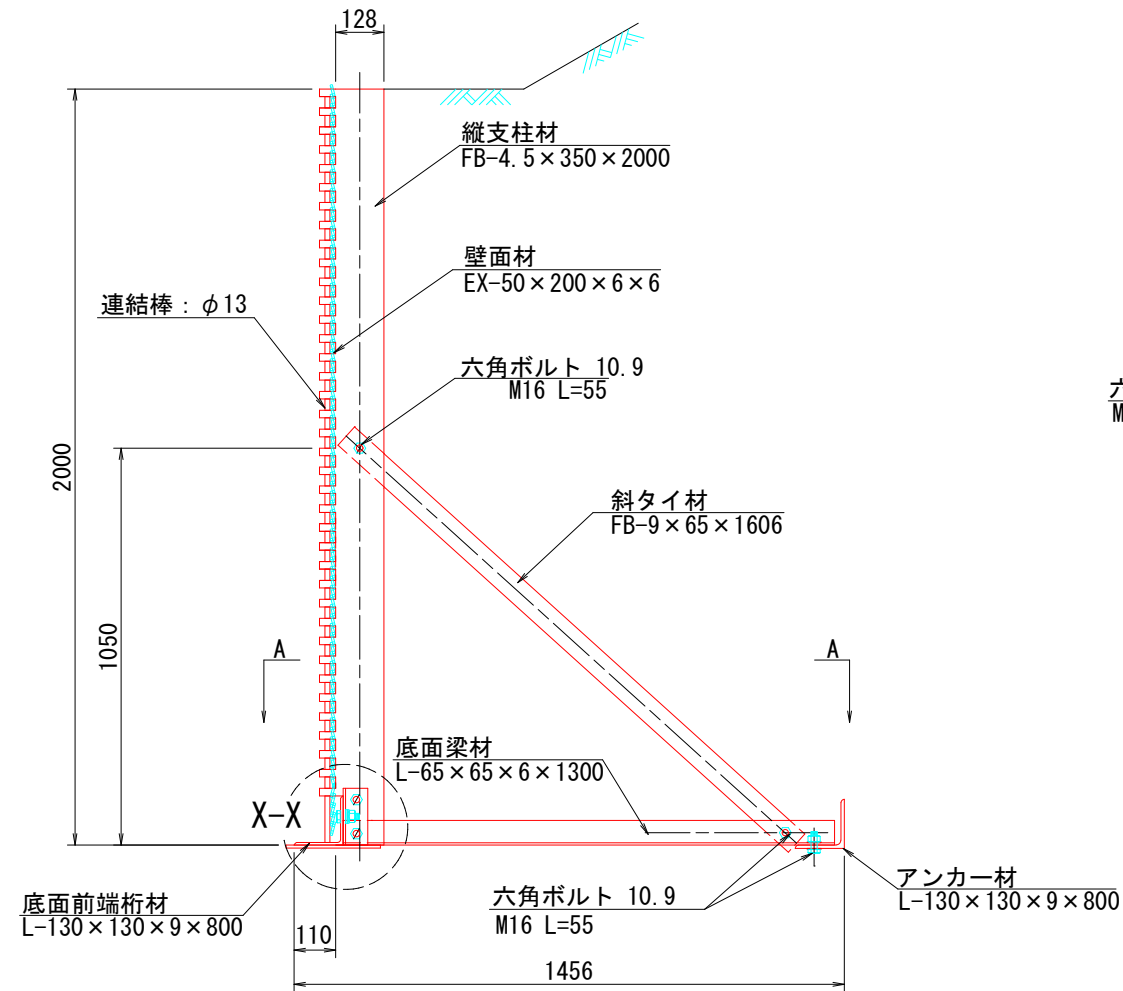 128
縦支柱材
FB-4.5×350×2000
壁面材
EX-50×200×6×6
連結棒：φ13
六角ボルト 10.9
M16 L=55
2000
斜タイ材
FB-9×65×1606
1050
A
A
底面梁材
L-65×65×6×1300
X-X
底面前端桁材
L-130×130×9×800
110
六角ボルト 10.9
M16 L=55
アンカー材
L-130×130×9×800
1456